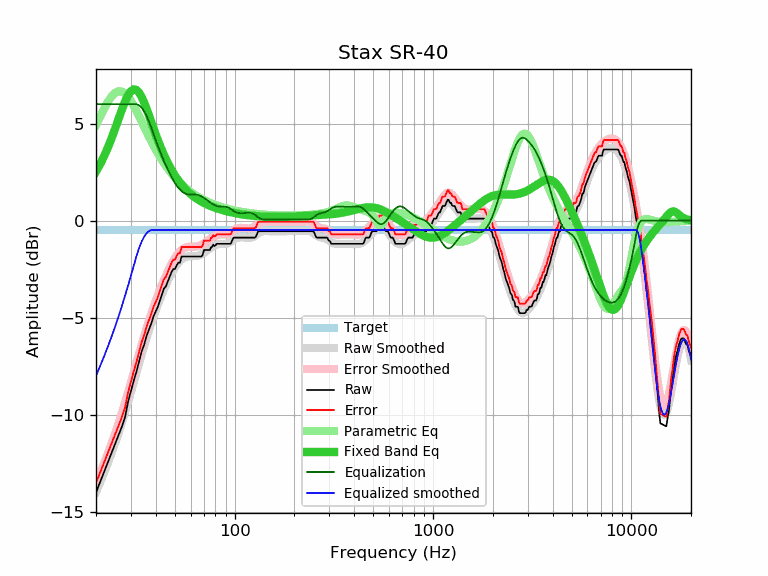 Stax SR-40
Amplitude (dBr)
5
0
−5
−10
−15
Target
Raw Smoothed
Error Smoothed
Raw
Error
Parametric Eq
Fixed Band Eq
Equalization
Equalized smoothed
100
1000
10000
Frequency (Hz)